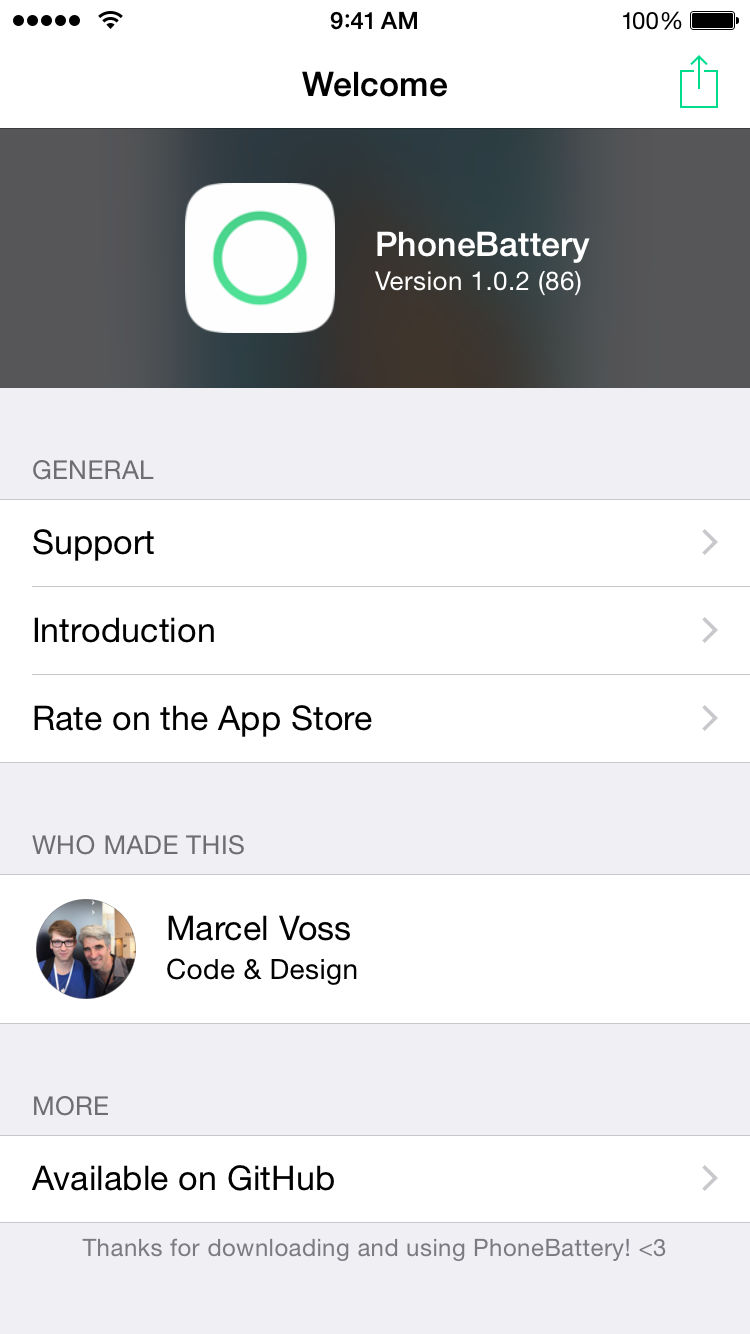 9:41 AM
100%
Welcome
PhoneBattery
Version 1.0.2 (86)
GENERAL
Support
Introduction
Rate on the App Store
WHO MADE THIS
Marcel Voss
Code & Design
MORE
Available on GitHub
Thanks for downloading and using PhoneBattery! <3